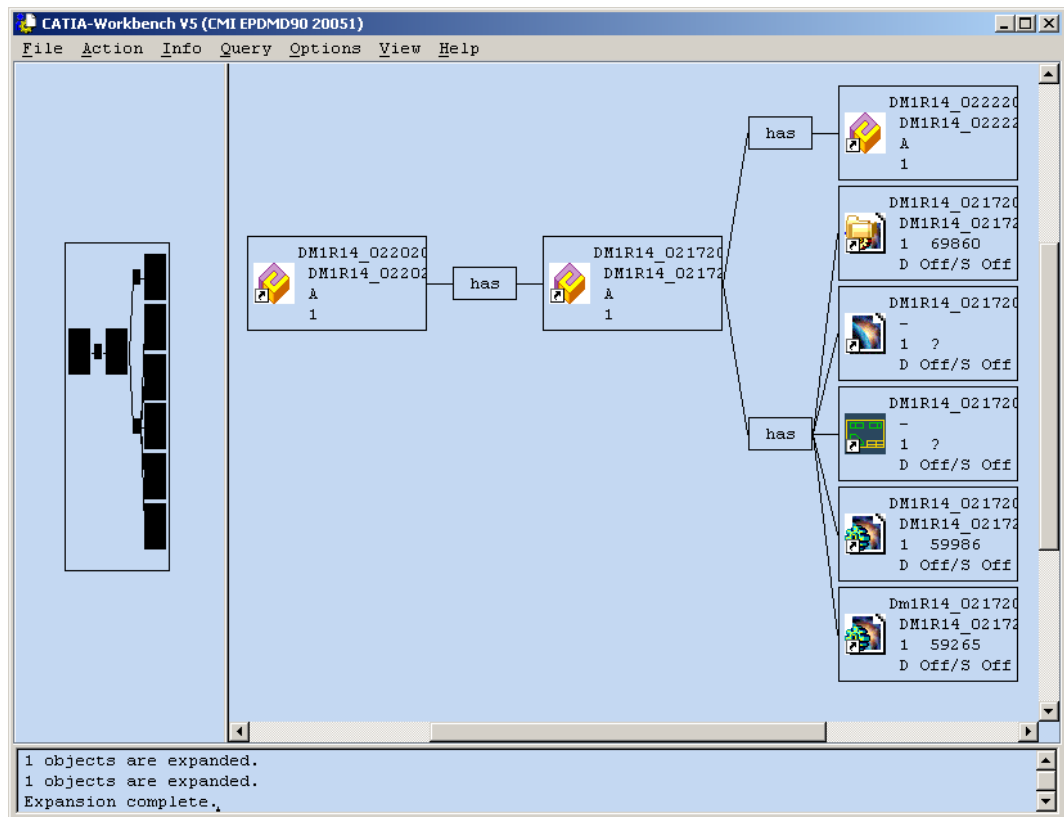 CATIA-Workbench V5 (CMI EPDMD90 20051)
File Action Info Query Options View Help
DM1R14_022020
DM1R14_02202
A
1
has
DM1R14_021720
DM1R14_02172
A
1
has
DM1R14_022220
DM1R14_02222
A
1
has
DM1R14_021720
DM1R14_02172
1 69860
D Off/S Off
DM1R14_021720
-
1 ?
D Off/S Off
DM1R14_021720
-
1 ?
D Off/S Off
DM1R14_021720
DM1R14_02172
1 59986
D Off/S Off
Dm1R14_021720
DM1R14_02172
1 59265
D Off/S Off
1 objects are expanded.
1 objects are expanded.
Expansion complete.